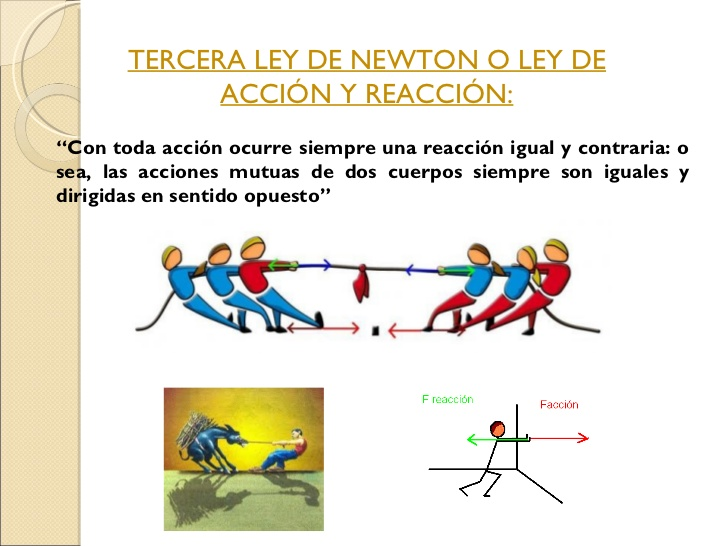 TERCERA LEY DE NEWTON O LEY DE
ACCIÓN Y REACCIÓN:
“Con toda acción ocurre siempre una reacción igual y contraria: o
sea, las acciones mutuas de dos cuerpos siempre son iguales y
dirigidas en sentido opuesto”
F reacción
Facción